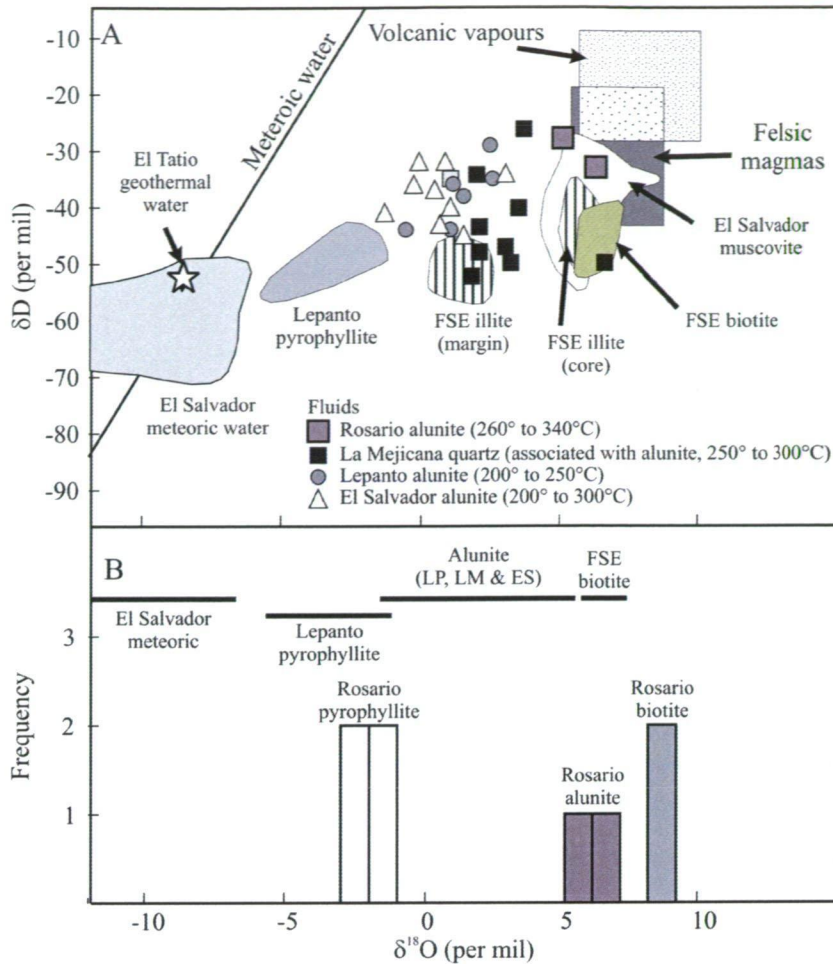 A
-5
-10
-20
-30
-40
-50
-60
-70
-80
-90
δD (per mil)
Meteroic water
Volcanic vapours
Felsic
magmas
El Tatio
geothermal
water
El Salvador
muscovite
Lepanto
pyrophyllite
FSE illite
(margin)
FSE illite
(core)
FSE biotite
El Salvador
meteoric water
Fluids
Rosario alunite (260° to 340°C)
La Mejicana quartz (associated with alunite, 250° to 300°C)
Lepanto alunite (200° to 250°C)
El Salvador alunite (200° to 300°C)
B
Alunite
(LP, LM & ES)
FSE
biotite
El Salvador
meteoric
Lepanto
pyrophyllite
Rosario
pyrophyllite
Rosario
biotite
Rosario
alunite
3
2
1
Frequency
-10
-5
0
5
10
δ¹⁸O (per mil)